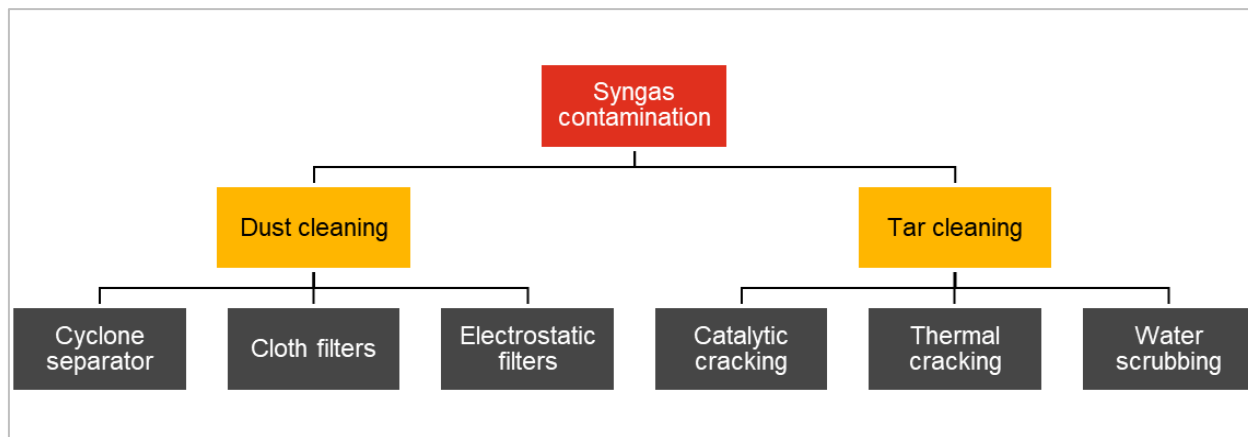 Syngas
contamination
Dust cleaning
Tar cleaning
Cyclone
separator
Cloth filters
Electrostatic
filters
Catalytic
cracking
Thermal
cracking
Water
scrubbing